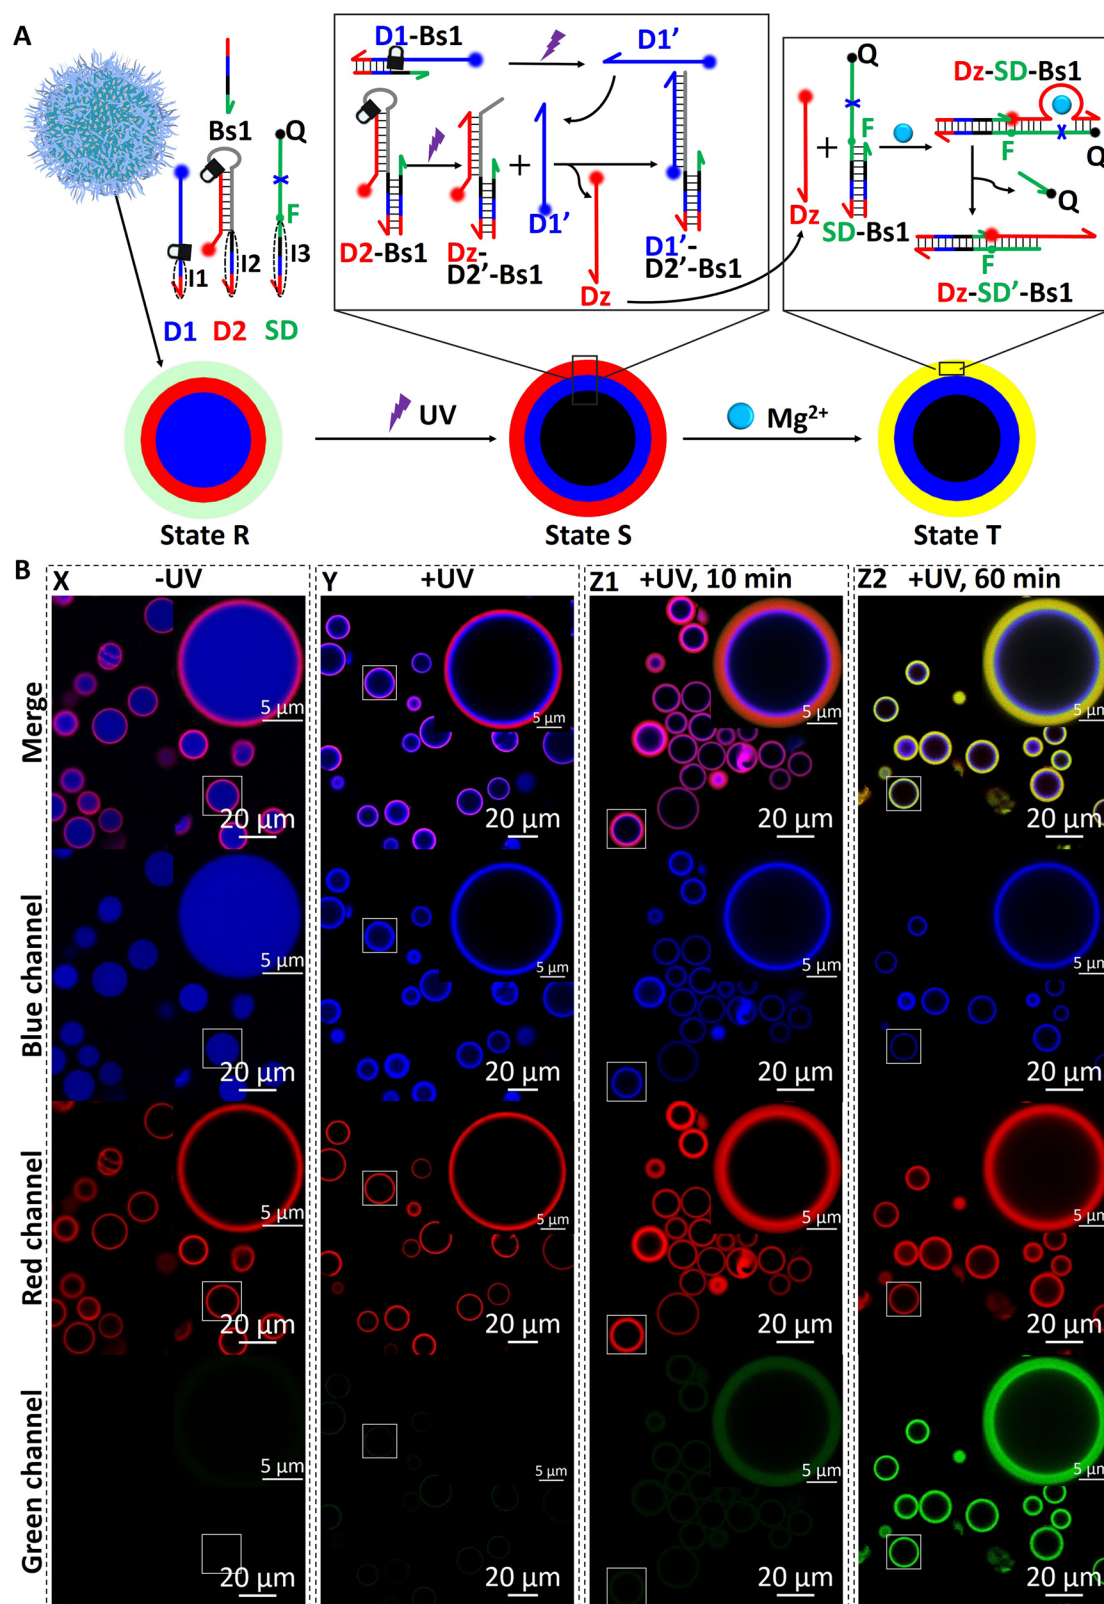 A
Bs1
Q
F
I1
I2
I3
D1
D2
SD
D1-Bs1
D1'
D2-Bs1
Dz-
D2'-Bs1
+
D1'
Dz
D1'-
D2'-Bs1
Q
F
Dz
+
SD-Bs1
Dz-SD-Bs1
F
Q
Q
F
Dz-SD'-Bs1
UV
Mg2+
State R
State S
State T
B
X
-UV
Y
+UV
Z1
+UV, 10 min
Z2
+UV, 60 min
Merge
5 μm
5 μm
5 μm
5 μm
20 μm
20 μm
20 μm
20 μm
Blue channel
5 μm
5 μm
5 μm
5 μm
20 μm
20 μm
20 μm
20 μm
Red channel
5 μm
5 μm
5 μm
5 μm
20 μm
20 μm
20 μm
20 μm
Green channel
5 μm
5 μm
5 μm
5 μm
20 μm
20 μm
20 μm
20 μm